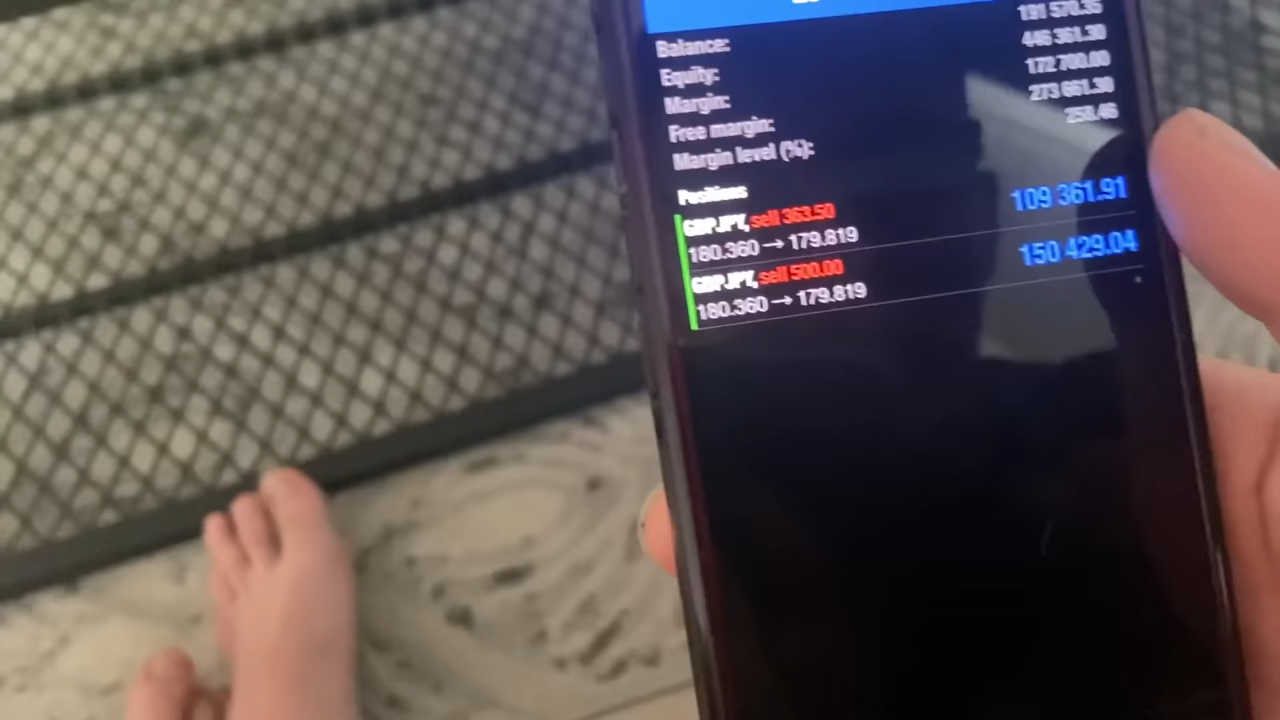 Balance: 191 570.35
Equity: 446 361.30
Margin: 172 700.00
Free margin: 273 661.30
Margin level (%): 258.46
Positions
GBPJPY, sell 363.50 109 361.91
180.360 → 179.819
GBPJPY, sell 500.00 150 429.04
180.360 → 179.819